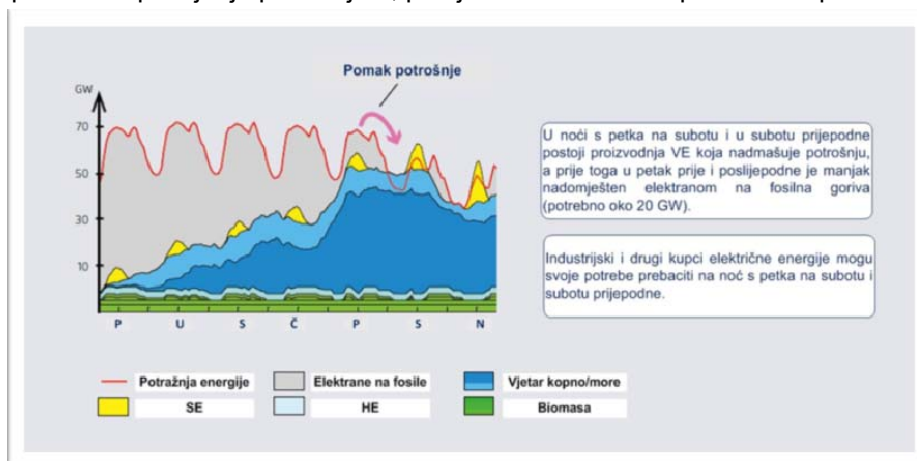 Pomak potrošnje
GW
70
50
30
10
P U S Č P S N
U noći s petka na subotu i u subotu prijepodne
postoji proizvodnja VE koja nadmašuje potrošnju,
a prije toga u petak prije i poslijepodne je manjak
nadomješten elektranom na fosilna goriva
(potrebno oko 20 GW).
Industrijski i drugi kupci električne energije mogu
svoje potrebe prebaciti na noć s petka na subotu i
subotu prijepodne.
Potražnja energije Elektrane na fosile Vjetar kopno/more
SE HE Biomasa